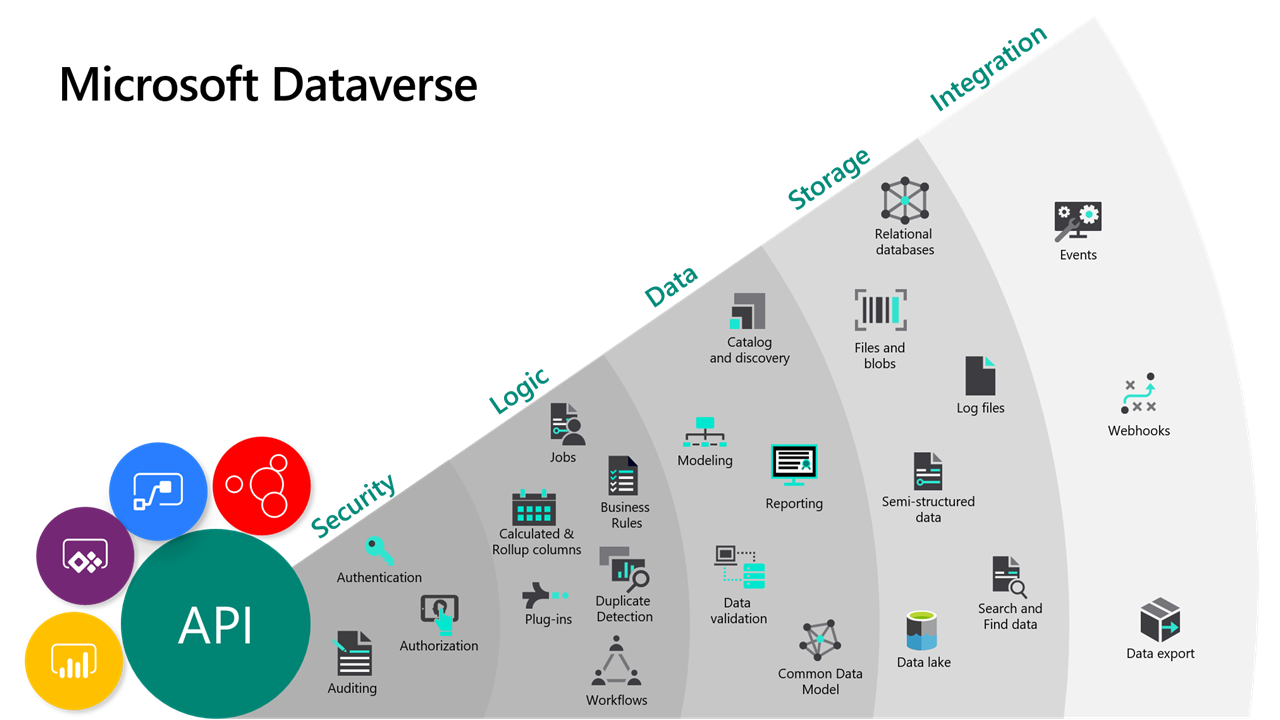 Microsoft Dataverse
Security
Logic
Data
Storage
Integration
API
Authentication
Authorization
Auditing
Jobs
Calculated &
Rollup columns
Business
Rules
Plug-ins
Duplicate
Detection
Workflows
Catalog
and discovery
Modeling
Reporting
Data
validation
Common Data
Model
Relational
databases
Files and
blobs
Log files
Semi-structured
data
Search and
Find data
Data lake
Events
Webhooks
Data export